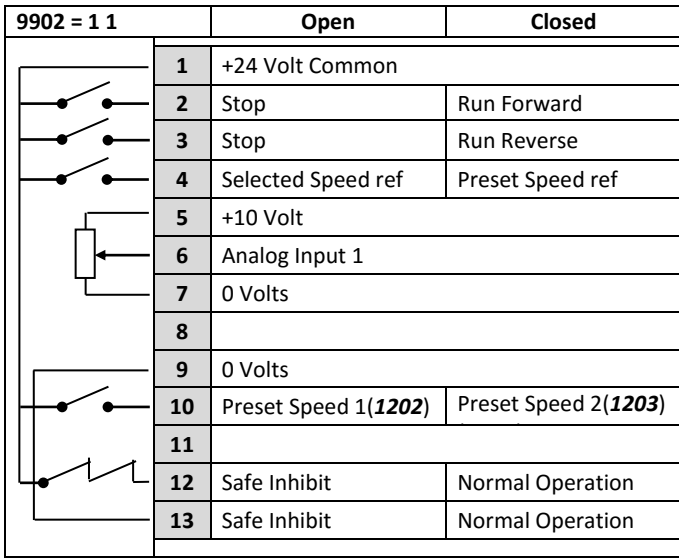 9902 = 1 1 Open Closed
1 +24 Volt Common
2 Stop Run Forward
3 Stop Run Reverse
4 Selected Speed ref Preset Speed ref
5 +10 Volt
6 Analog Input 1
7 0 Volts
8
9 0 Volts
10 Preset Speed 1(1202) Preset Speed 2(1203)
11
12 Safe Inhibit Normal Operation
13 Safe Inhibit Normal Operation